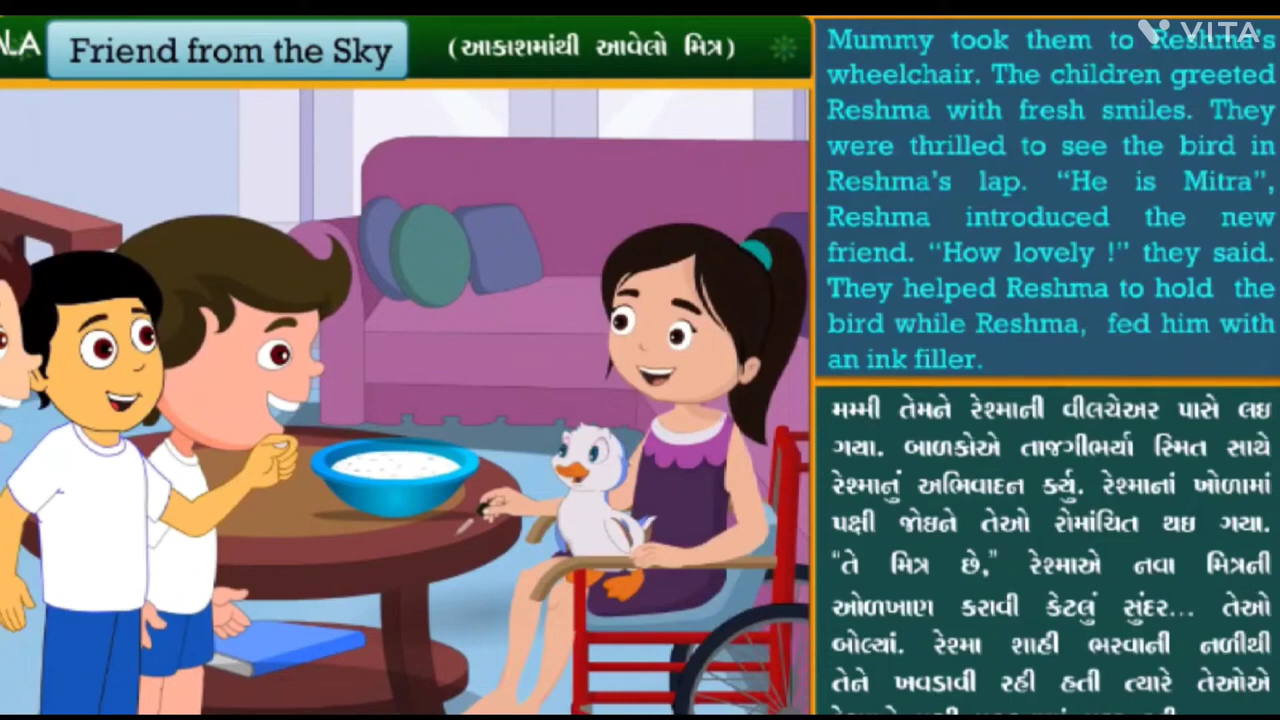 ALA
Friend from the Sky
(આકાશમાંથી આવેલો મિત્ર)
VITA
Mummy took them to Reshma's
wheelchair. The children greeted
Reshma with fresh smiles. They
were thrilled to see the bird in
Reshma's lap. "He is Mitra",
Reshma introduced the new
friend. "How lovely !" they said.
They helped Reshma to hold the
bird while Reshma, fed him with
an ink filler.
મમ્મી તેમને રેશ્માની વીલચેઅર પાસે લઇ
ગયા. બાળકોએ તાજગીભર્યા સ્મિત સાથે
રેશ્માનું અભિવાદન કર્યુ. રેશ્માનાં ખોળામાં
પક્ષી જોઇને તેઓ રોમાંચિત થઇ ગયા.
"તે મિત્ર છે," રેશ્માએ નવા મિત્રની
ઓળખાણ કરાવી કેટલું સુંદર... તેઓ
બોલ્યાં. રેશ્મા શાહી ભરવાની નળીથી
તેને ખવડાવી રહી હતી ત્યારે તેઓએ